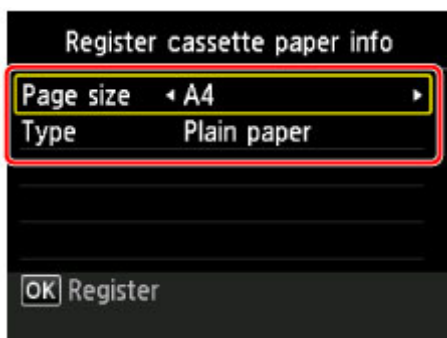 Register cassette paper info
Page size A4
Type Plain paper
OK Register